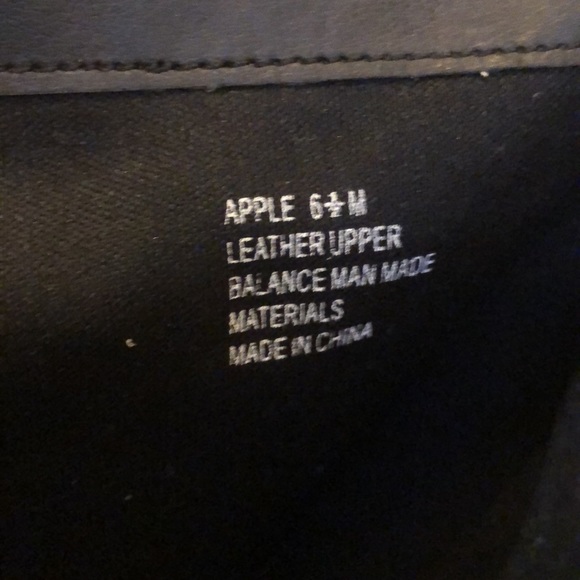 APPLE 6½ M
LEATHER UPPER
BALANCE MAN MADE
MATERIALS
MADE IN CHINA